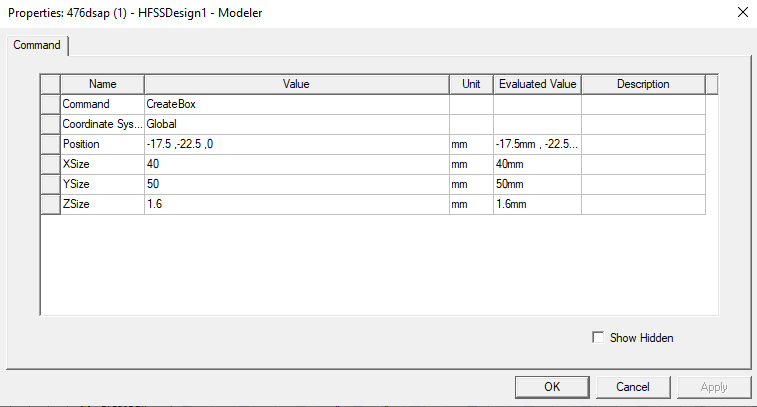 Properties: 476dsap (1) - HFSSDesign1 - Modeler
Command
Name Value Unit Evaluated Value Description
Command CreateBox
Coordinate Sys... Global
Position -17.5 ,-22.5 ,0 mm -17.5mm , -22.5...
XSize 40 mm 40mm
YSize 50 mm 50mm
ZSize 1.6 mm 1.6mm
Show Hidden
OK Cancel Apply